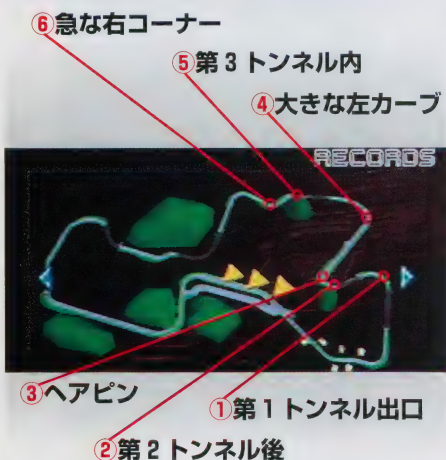 ⑥急な右コーナー
⑤第3トンネル内
④大きな左カーブ
RECORDS
③ヘアピン
①第1トンネル出口
②第2トンネル後